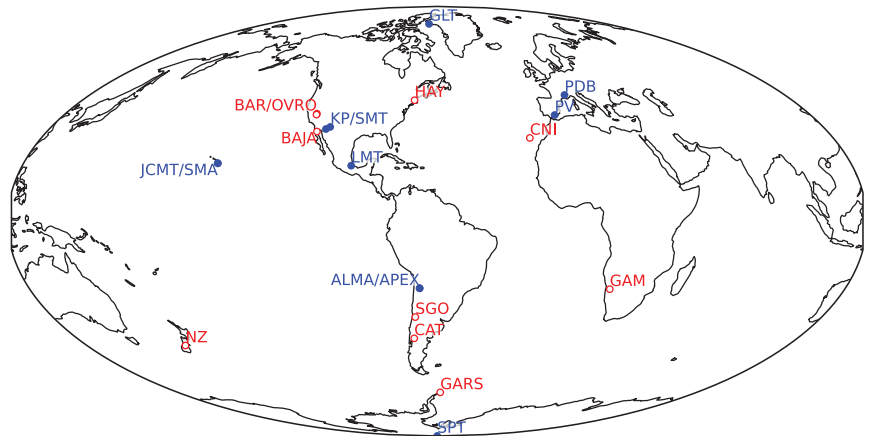 GLT
PDB
HAY
BAR/OVRO
PV
KP/SMT
CNI
BAJA
LMT
JCMT/SMA
ALMA/APEX
GAM
SGO
CAT
NZ
GARS
SPT